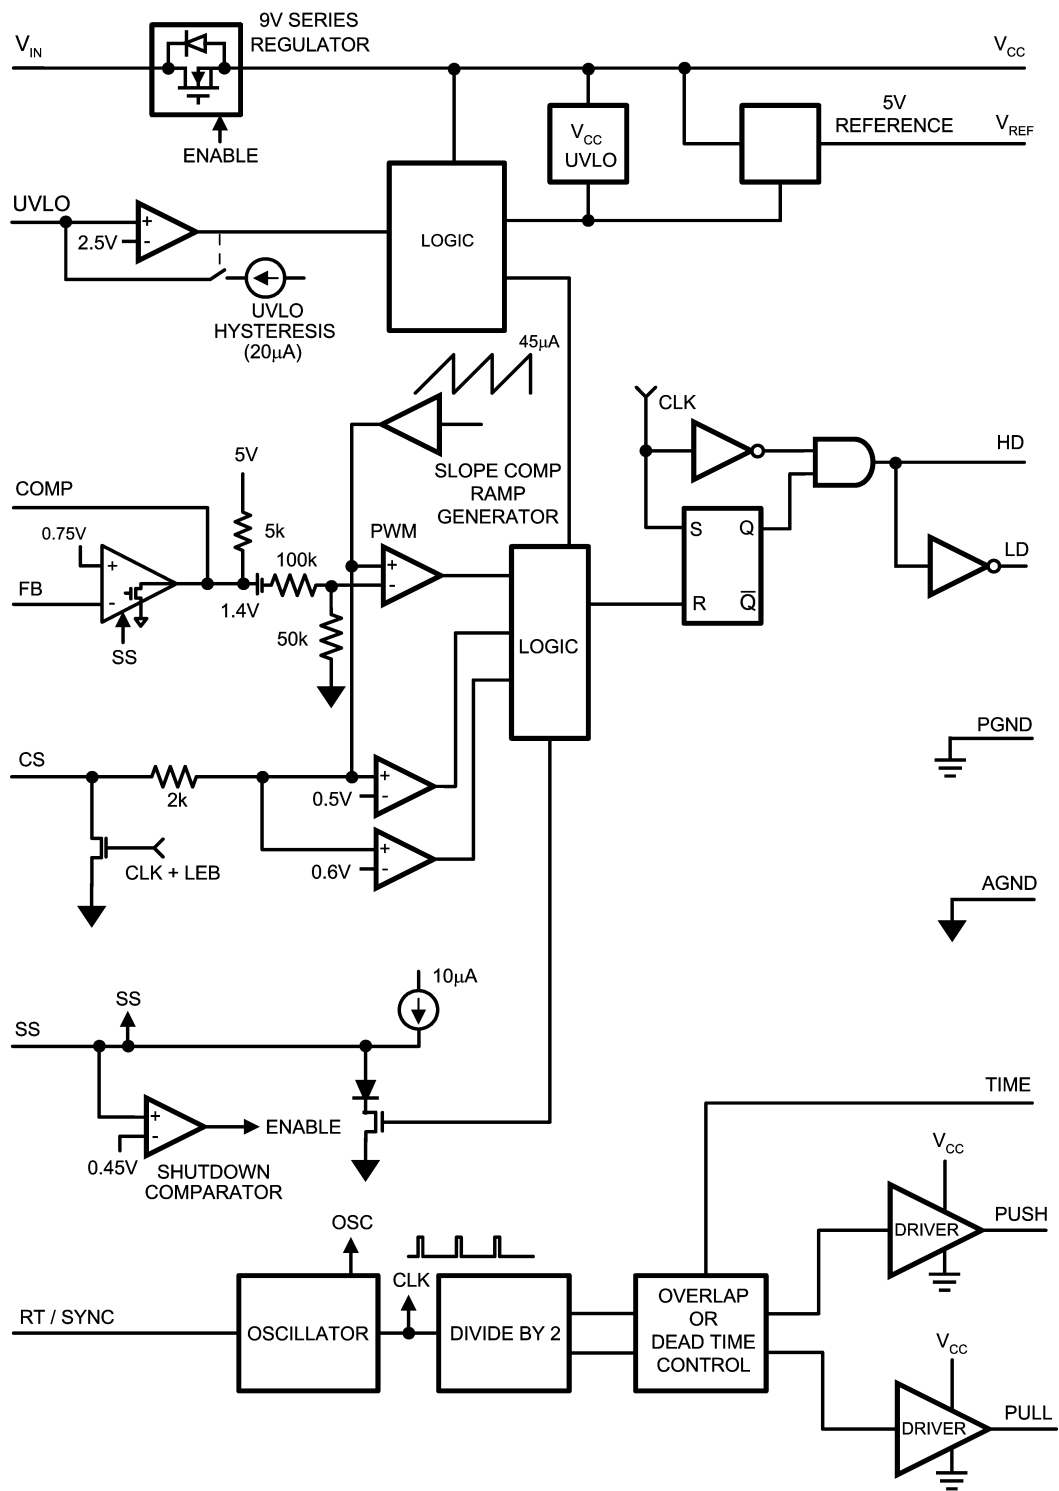 9V SERIES
REGULATOR
VIN
VCC
ENABLE
VCC
UVLO
5V
REFERENCE
VREF
UVLO
+
-
2.5V
LOGIC
UVLO
HYSTERESIS
(20μA)
45μA
CLK
HD
SLOPE COMP
RAMP
GENERATOR
5V
COMP
0.75V
5k
PWM
S
Q
LD
100k
+
+
-
FB
-
1.4V
R
Q̅
50k
SS
LOGIC
PGND
CS
+
-
2k
0.5V
+
-
0.6V
CLK + LEB
AGND
10μA
SS
SS
TIME
+
-
ENABLE
0.45V
SHUTDOWN
COMPARATOR
VCC
DRIVER
PUSH
OSC
CLK
RT / SYNC
OSCILLATOR
DIVIDE BY 2
OVERLAP
OR
DEAD TIME
CONTROL
VCC
DRIVER
PULL